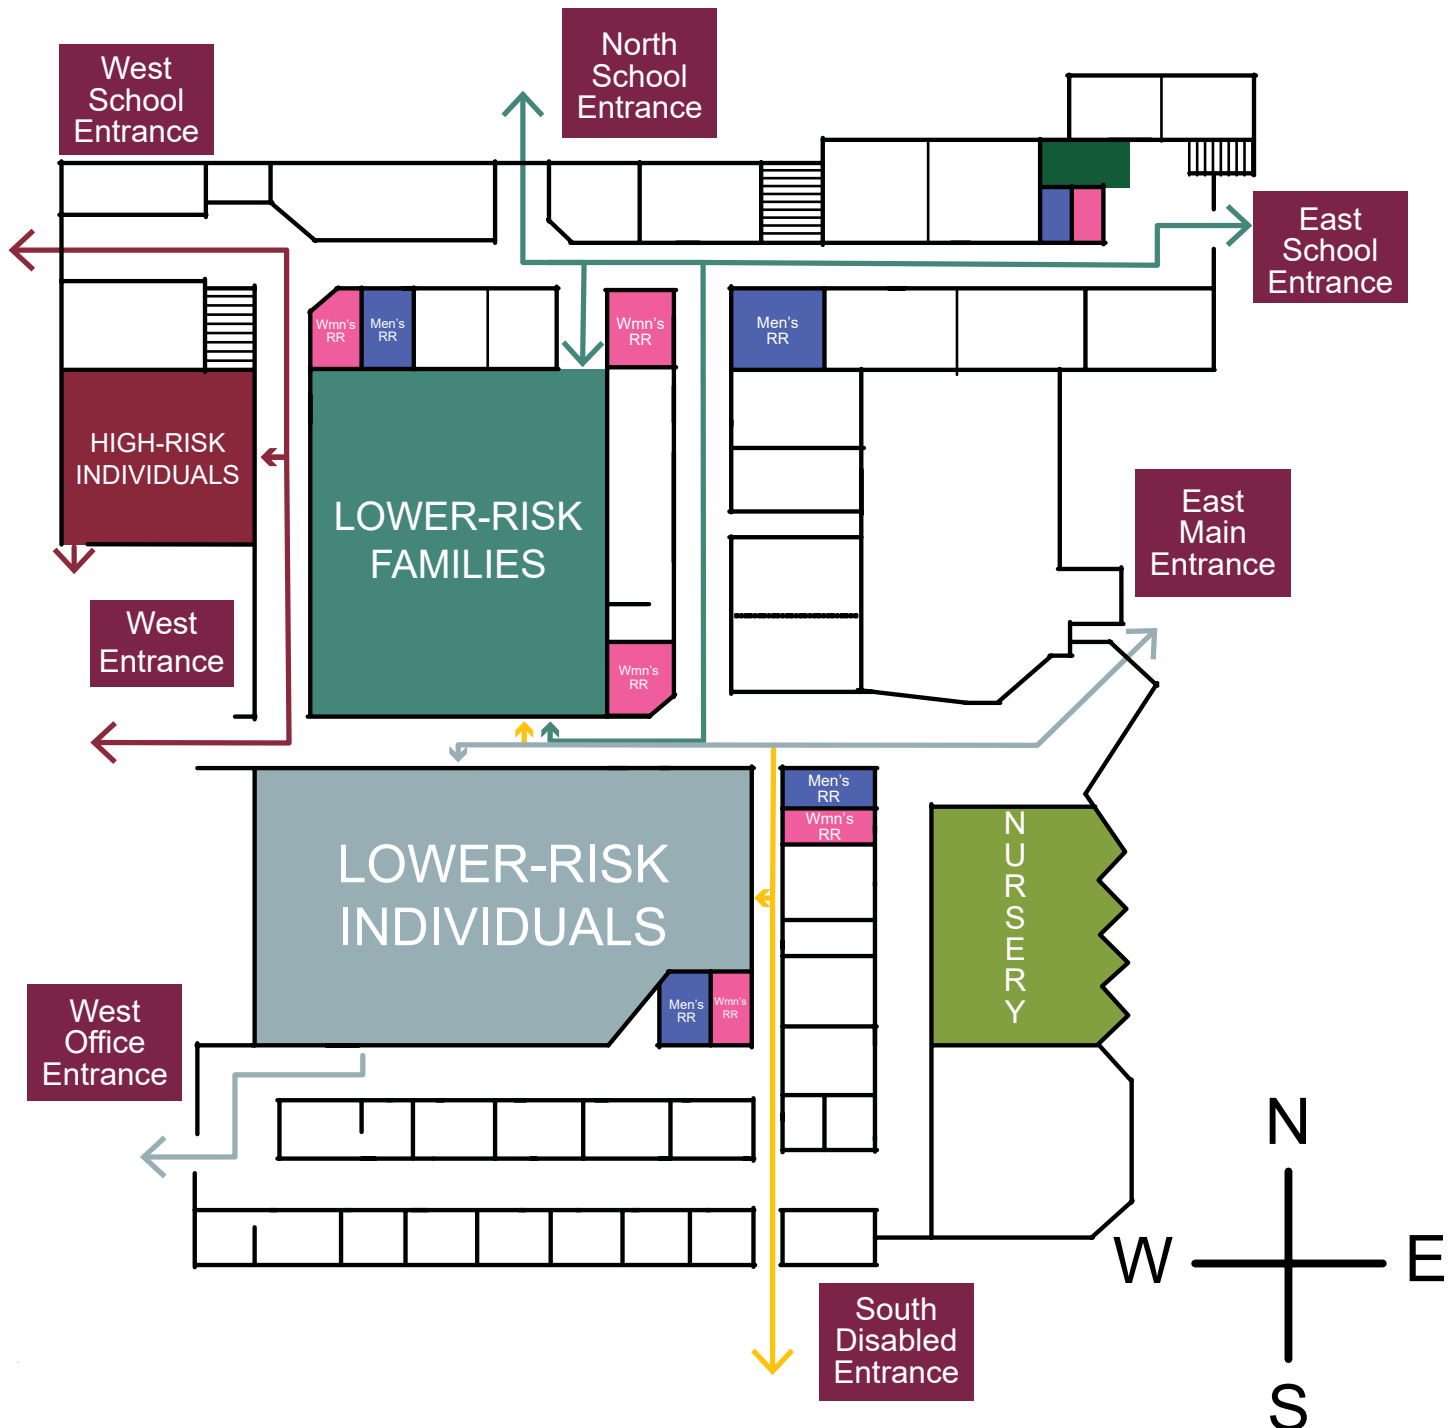 North
School
Entrance
West
School
Entrance
East
School
Entrance
Wmn's
RR
Men's
RR
Wmn's
RR
Men's
RR
HIGH-RISK
INDIVIDUALS
LOWER-RISK
FAMILIES
East
Main
Entrance
West
Entrance
Wmn's
RR
Men's
RR
Wmn's
RR
N
U
R
S
E
R
Y
LOWER-RISK
INDIVIDUALS
Men's
RR
Wmn's
RR
West
Office
Entrance
N
W
E
S
South
Disabled
Entrance